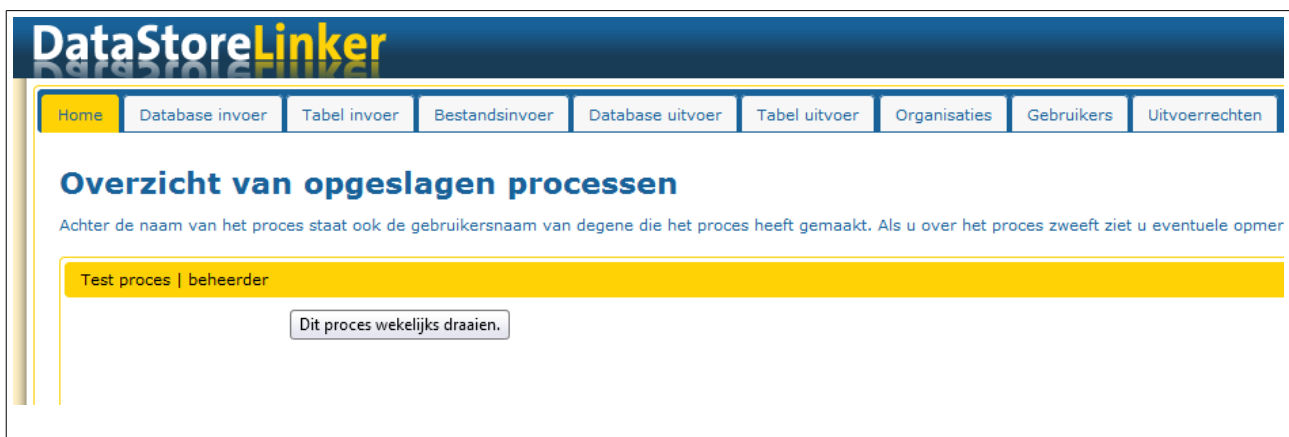 DataStoreLinker
Home Database invoer Tabel invoer Bestandsinvoer Database uitvoer Tabel uitvoer Organisaties Gebruikers Uitvoerrechten
Overzicht van opgeslagen processen
Achter de naam van het proces staat ook de gebruikersnaam van degene die het proces heeft gemaakt. Als u over het proces zweeft ziet u eventuele opmer
Test proces | beheerder
Dit proces wekelijks draaien.